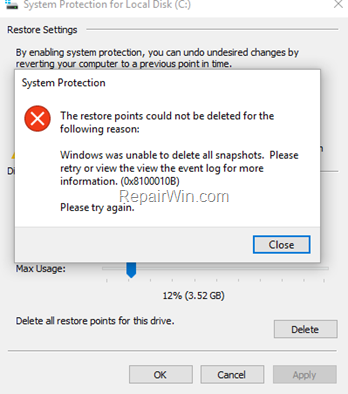 System Protection for Local Disk (C:)
Restore Settings
By enabling system protection, you can undo undesired changes by
reverting your computer to a previous point in time.
System Protection
The restore points could not be deleted for the
following reason:
Windows was unable to delete all snapshots. Please
retry or view the view the event log for more
information. (0x8100010B)
RepairWin.com
Please try again.
Close
Max Usage:
12% (3.52 GB)
Delete all restore points for this drive.
Delete
OK
Cancel
Apply